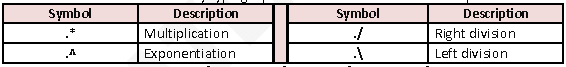 Symbol Description Symbol Description
.* Multiplication ./ Right division
.^ Exponentiation .\ Left division